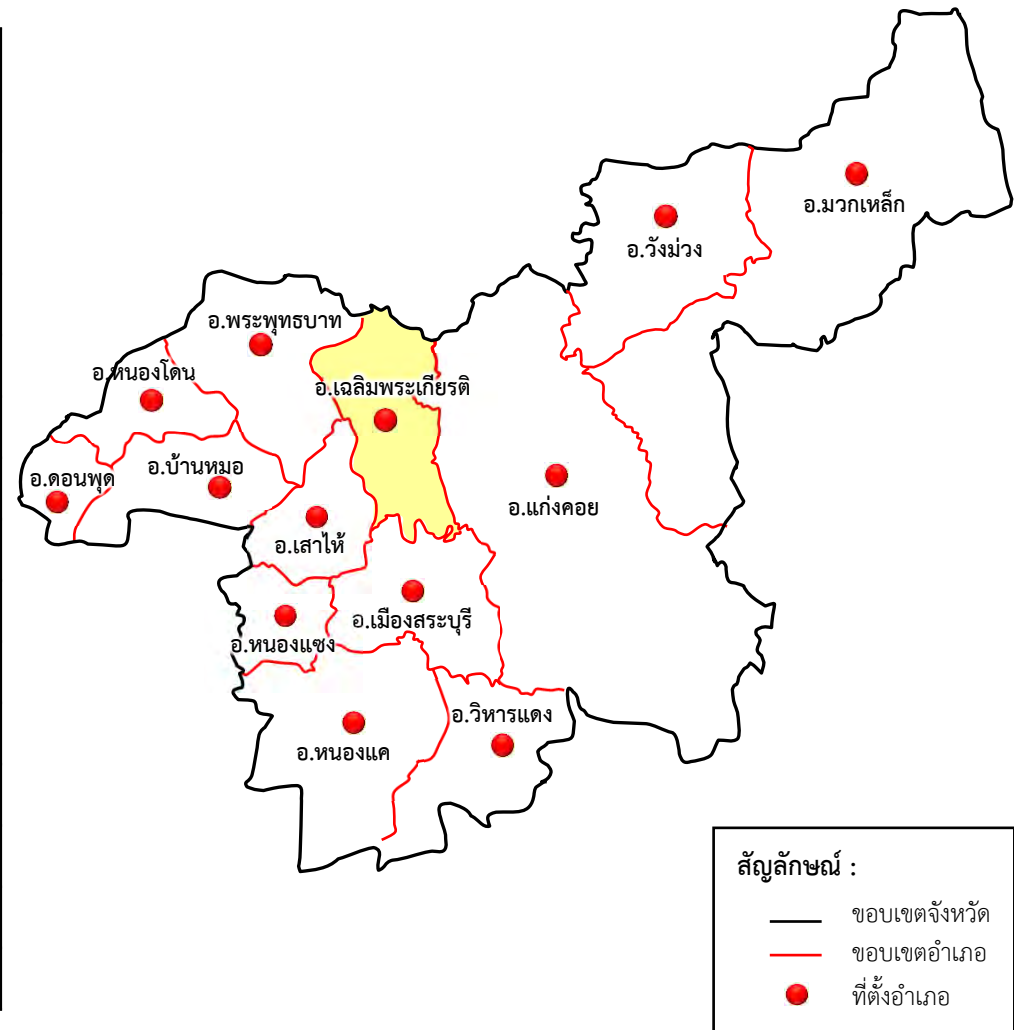 อ.มวกเหล็ก
อ.วังม่วง
อ.พระพุทธบาท
อ.หนองโดน
อ.เฉลิมพระเกียรติ
อ.บ้านหมอ
อ.ดอนพุด
อ.แก่งคอย
อ.เสาไห้
อ.เมืองสระบุรี
อ.หนองแซง
อ.วิหารแดง
อ.หนองแค
สัญลักษณ์ :
ขอบเขตจังหวัด
ขอบเขตอำเภอ
ที่ตั้งอำเภอ